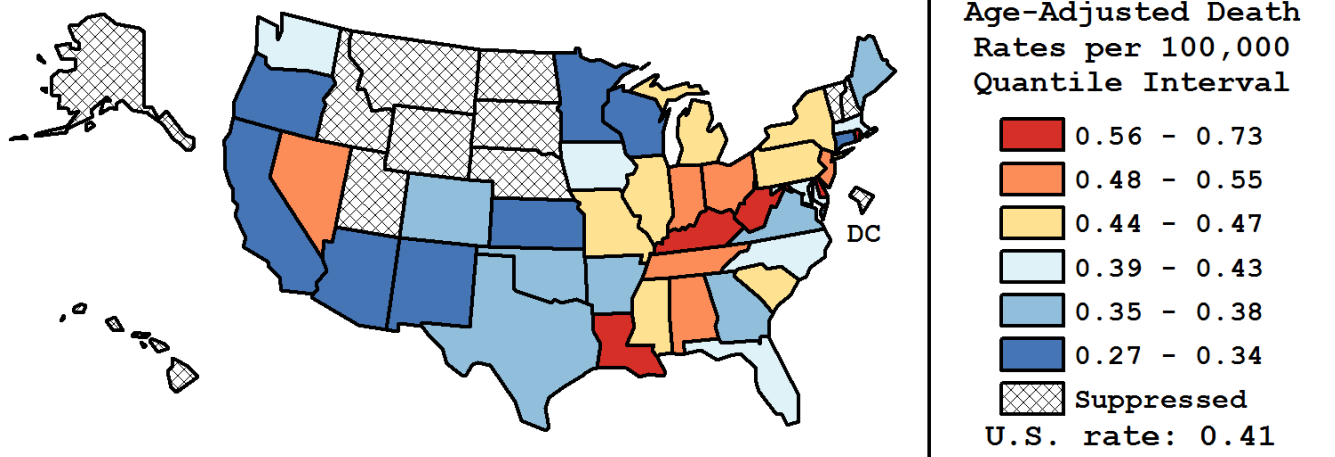 Age-Adjusted Death
Rates per 100,000
Quantile Interval
0.56 - 0.73
0.48 - 0.55
0.44 - 0.47
0.39 - 0.43
0.35 - 0.38
0.27 - 0.34
Suppressed
U.S. rate: 0.41
DC